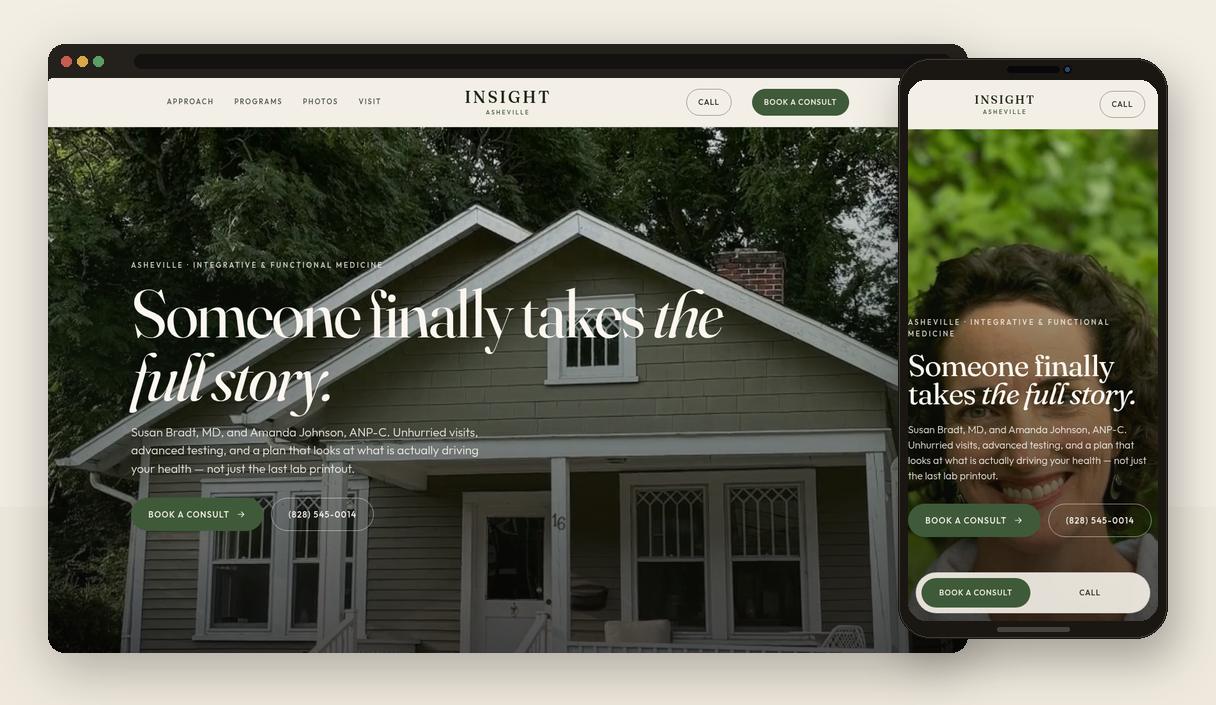 APPROACH PROGRAMS PHOTOS VISIT
INSIGHT
ASHEVILLE
CALL
BOOK A CONSULT
ASHEVILLE · INTEGRATIVE & FUNCTIONAL MEDICINE
Someone finally takes the
full story.
Susan Bradt, MD, and Amanda Johnson, ANP-C. Unhurried visits,
advanced testing, and a plan that looks at what is actually driving
your health — not just the last lab printout.
BOOK A CONSULT →
(828) 545-0014
16
INSIGHT
ASHEVILLE
CALL
ASHEVILLE · INTEGRATIVE & FUNCTIONAL
MEDICINE
Someone finally
takes the full story.
Susan Bradt, MD, and Amanda Johnson, ANP-C.
Unhurried visits, advanced testing, and a plan that
looks at what is actually driving your health — not just
the last lab printout.
BOOK A CONSULT →
(828) 545-0014
BOOK A CONSULT
CALL